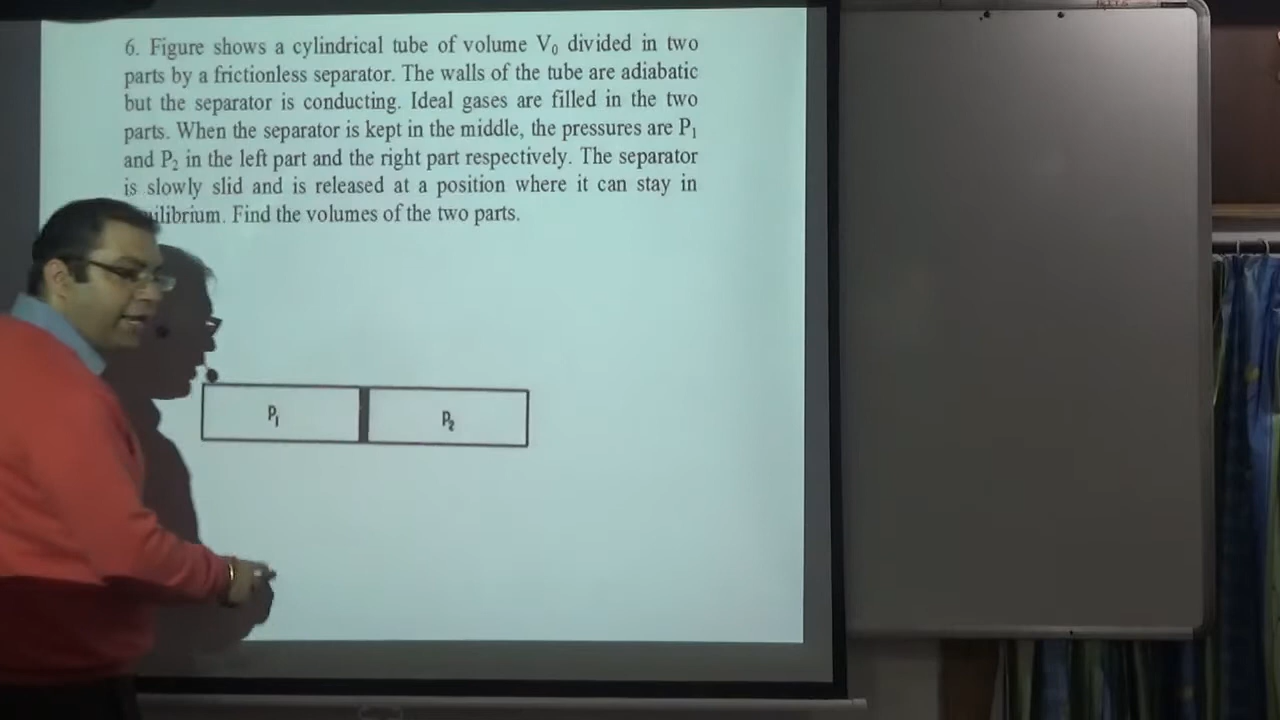 6. Figure shows a cylindrical tube of volume V₀ divided in two
parts by a frictionless separator. The walls of the tube are adiabatic
but the separator is conducting. Ideal gases are filled in the two
parts. When the separator is kept in the middle, the pressures are P₁
and P₂ in the left part and the right part respectively. The separator
is slowly slid and is released at a position where it can stay in
Find the volumes of the two parts.
P₁
P₂